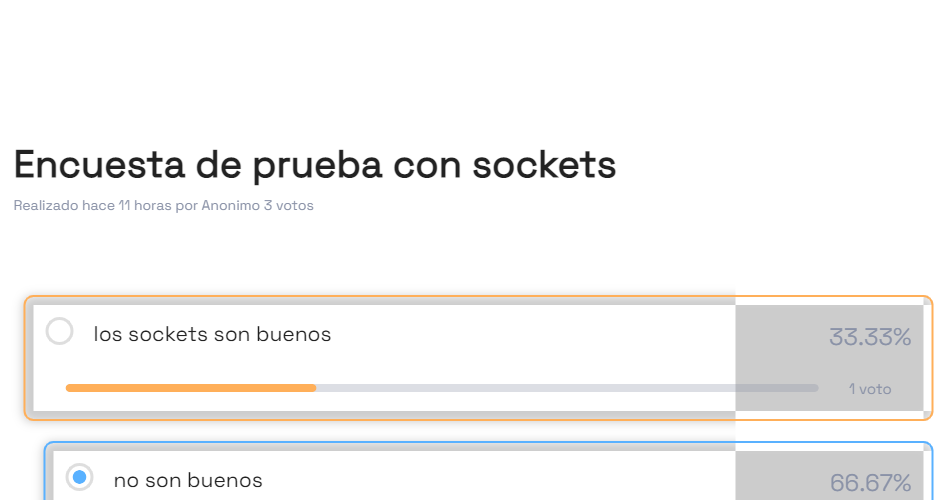 Encuesta de prueba con sockets
Realizado hace 11 horas por Anonimo 3 votos
los sockets son buenos
33.33%
1 voto
no son buenos
66.67%